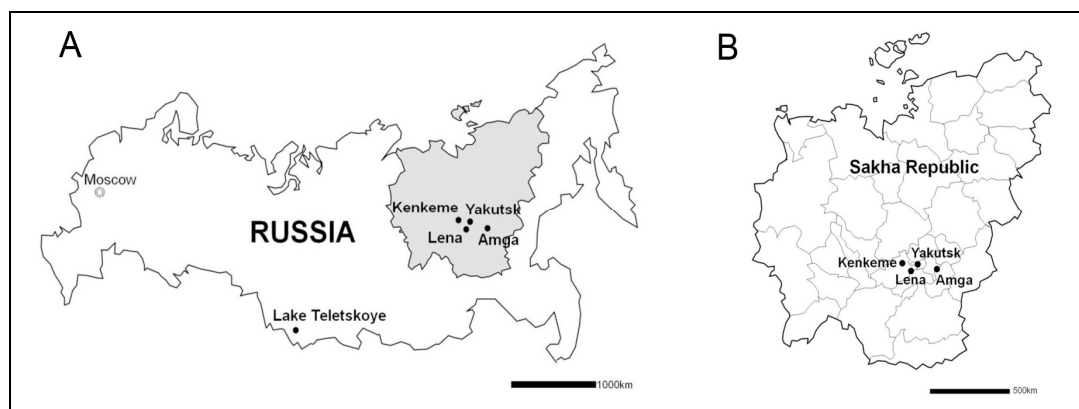 A
Moscow
RUSSIA
Kenkeme Yakutsk
Lena Amga
Lake Teletskoye
1000km
B
Sakha Republic
Kenkeme Yakutsk
Lena Amga
500km